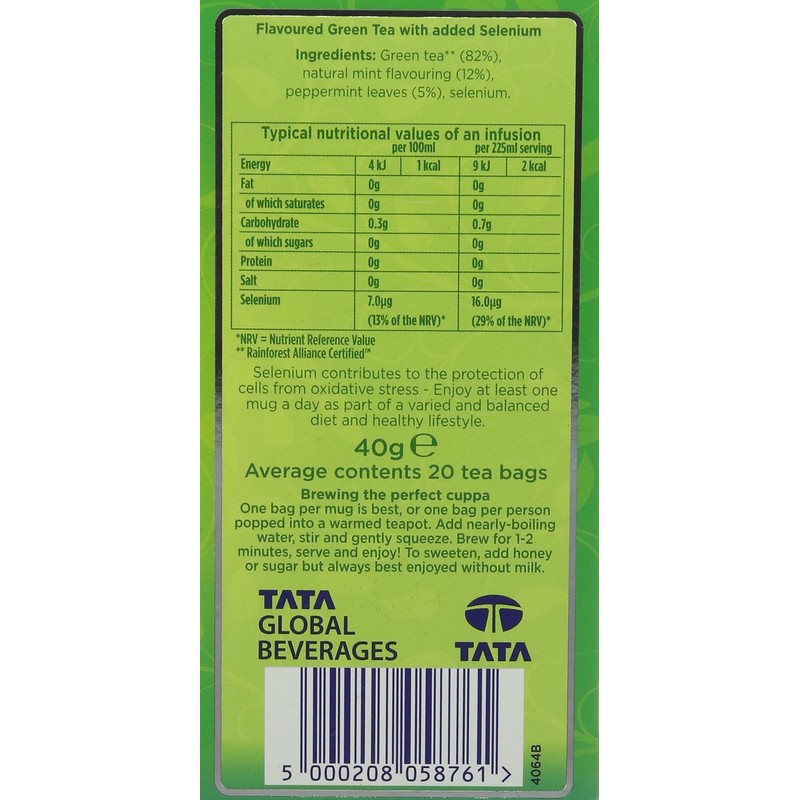 Flavoured Green Tea with added Selenium
Ingredients: Green tea** (82%),
natural mint flavouring (12%),
peppermint leaves (5%), selenium.
Typical nutritional values of an infusion
per 100ml per 225ml serving
Energy 4 kJ 1 kcal 9 kJ 2 kcal
Fat 0g 0g
of which saturates 0g 0g
Carbohydrate 0.3g 0.7g
of which sugars 0g 0g
Protein 0g 0g
Salt 0g 0g
Selenium 7.0µg 16.0µg
(13% of the NRV)* (29% of the NRV)*
*NRV = Nutrient Reference Value
** Rainforest Alliance Certified™
Selenium contributes to the protection of
cells from oxidative stress - Enjoy at least one
mug a day as part of a varied and balanced
diet and healthy lifestyle.
40g ℮
Average contents 20 tea bags
Brewing the perfect cuppa
One bag per mug is best, or one bag per person
popped into a warmed teapot. Add nearly-boiling
water, stir and gently squeeze. Brew for 1-2
minutes, serve and enjoy! To sweeten, add honey
or sugar but always best enjoyed without milk.
TATA
GLOBAL
BEVERAGES
TATA
5 000208 058761 >
4064B